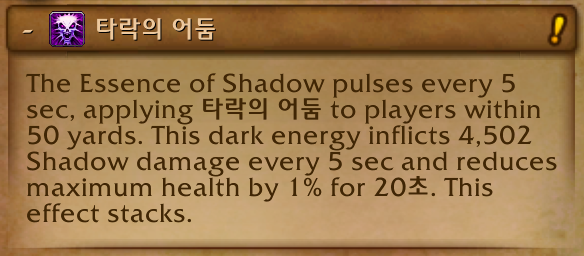 - 타락의 어둠
The Essence of Shadow pulses every 5
sec, applying 타락의 어둠 to players within
50 yards. This dark energy inflicts 4,502
Shadow damage every 5 sec and reduces
maximum health by 1% for 20초. This
effect stacks.